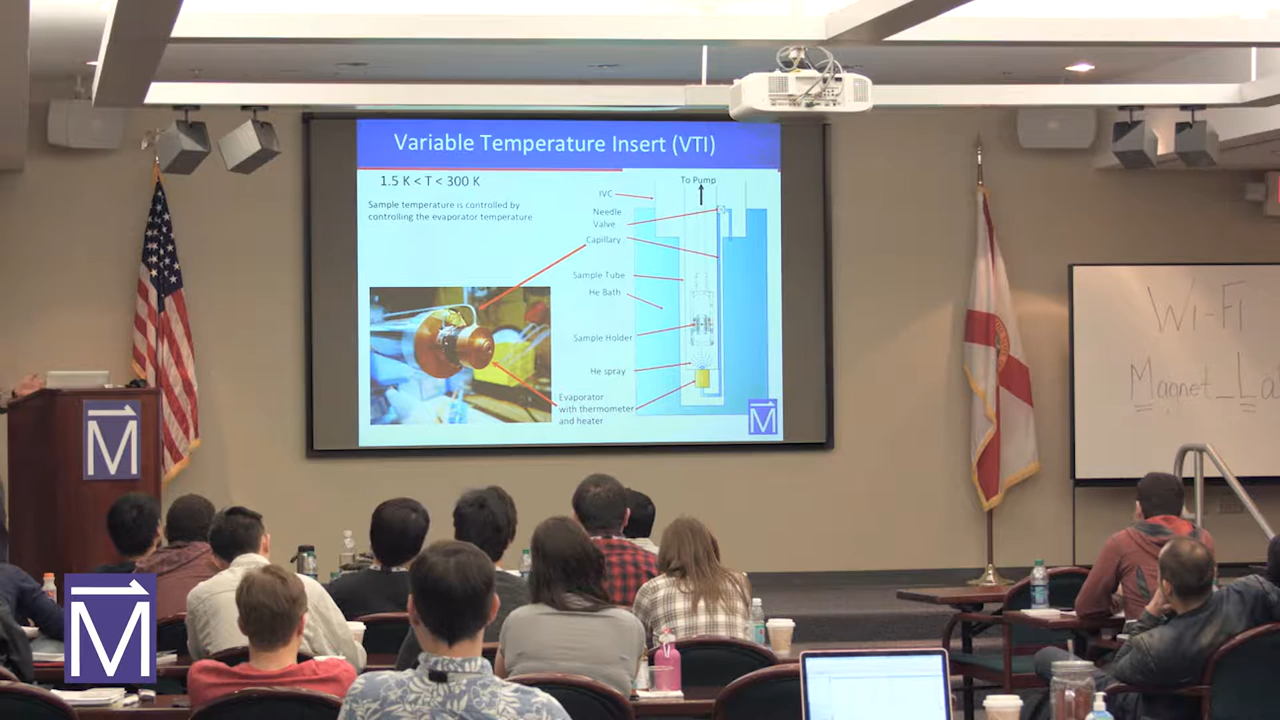 Variable Temperature Insert (VTI)
1.5 K < T < 300 K
Sample temperature is controlled by
controlling the evaporator temperature
To Pump
IVC
Needle
Valve
Capillary
Sample Tube
He Bath
Sample Holder
He spray
Evaporator
with thermometer
and heater
M
M
M
Wi-Fi
Magnet_La